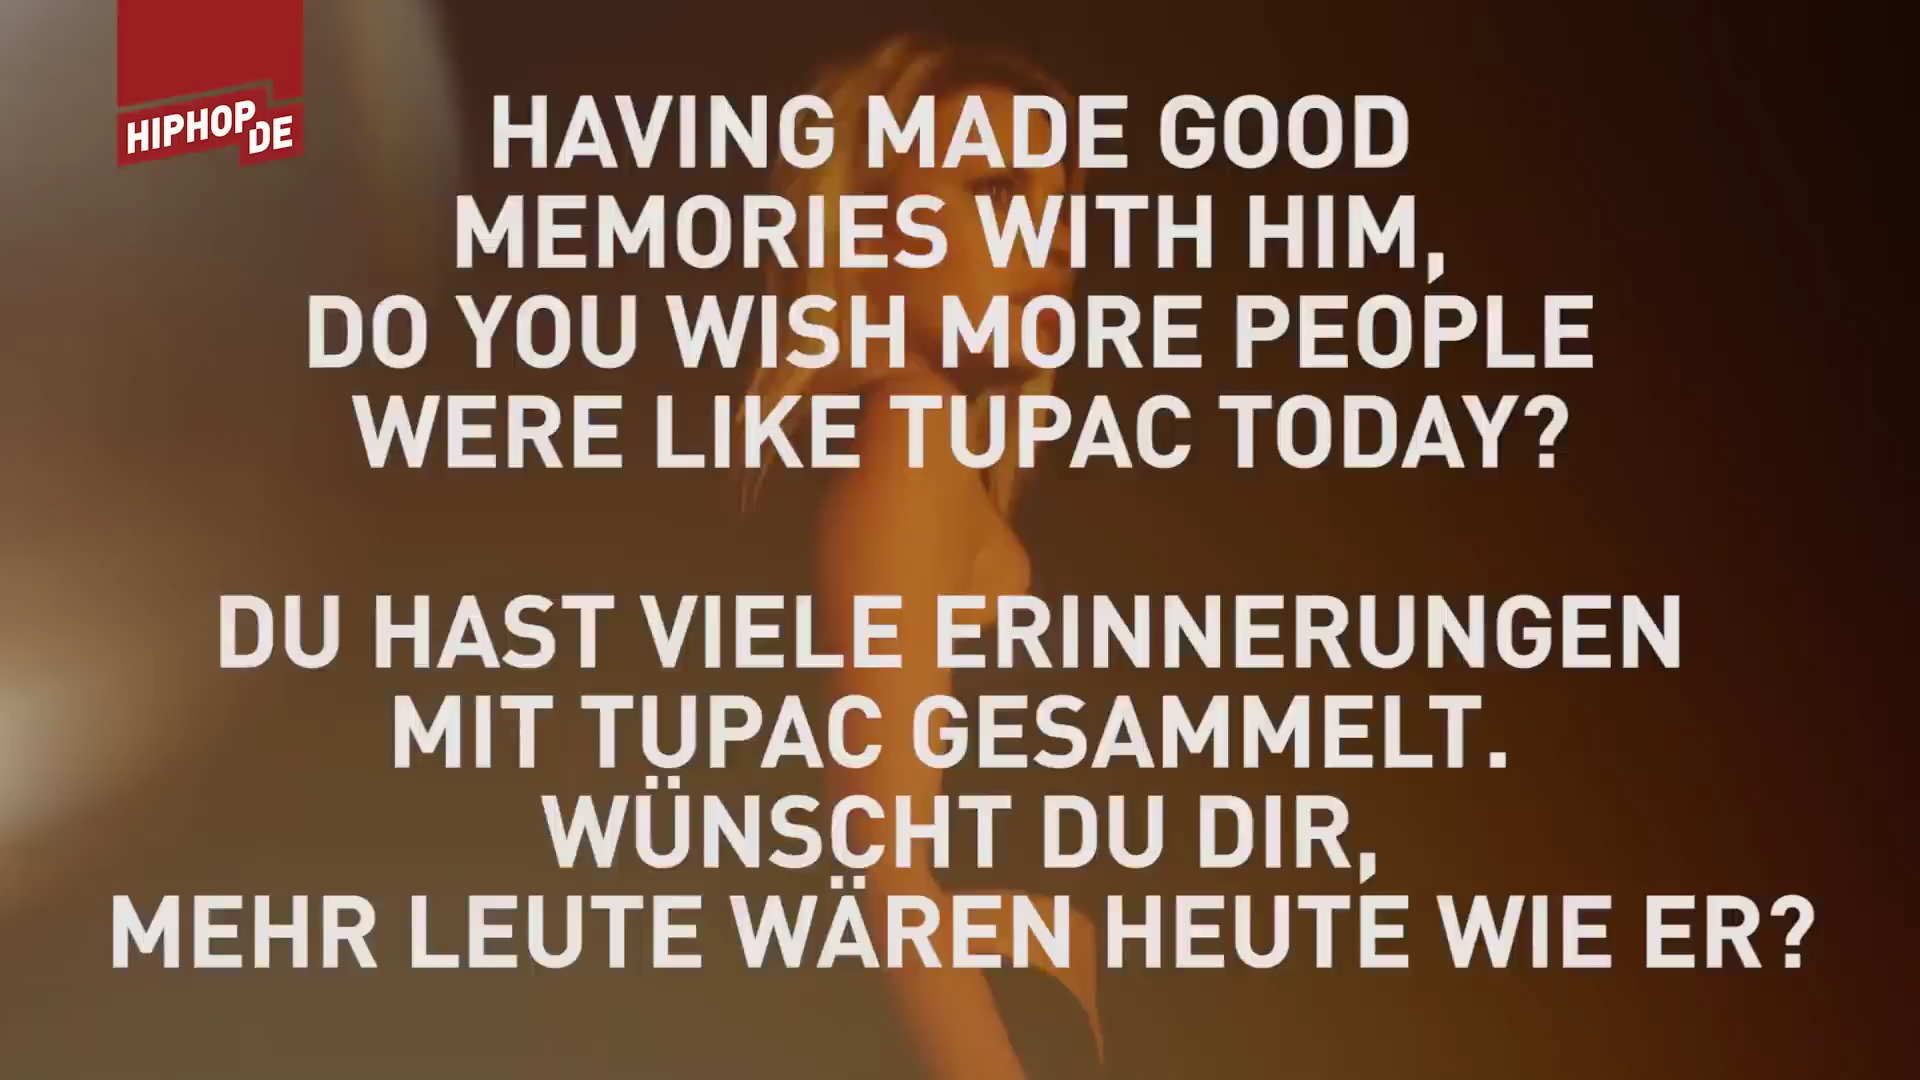 HIPHOP.DE
HAVING MADE GOOD
MEMORIES WITH HIM,
DO YOU WISH MORE PEOPLE
WERE LIKE TUPAC TODAY?
DU HAST VIELE ERINNERUNGEN
MIT TUPAC GESAMMELT.
WÜNSCHT DU DIR,
MEHR LEUTE WÄREN HEUTE WIE ER?